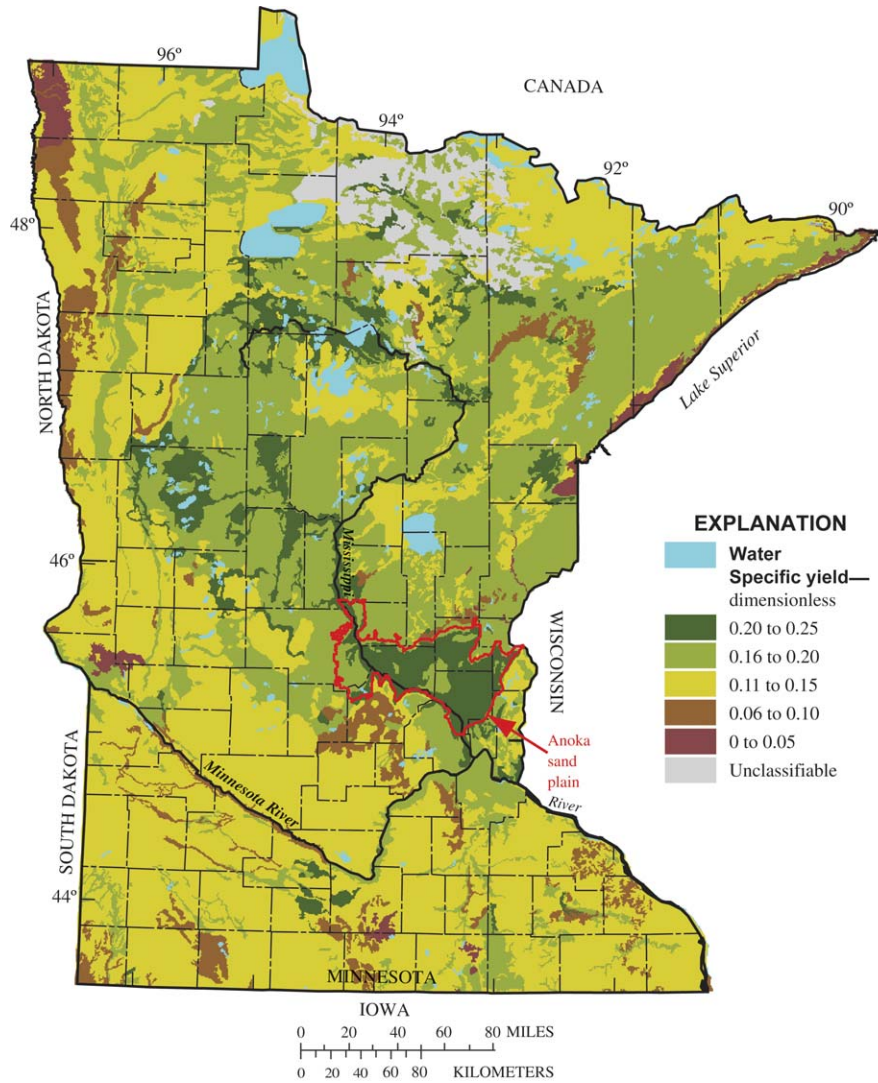 96º
CANADA
94º
92º
90º
48º
NORTH DAKOTA
Lake Superior
EXPLANATION
Water
Specific yield—
dimensionless
0.20 to 0.25
0.16 to 0.20
0.11 to 0.15
0.06 to 0.10
0 to 0.05
Unclassifiable
46º
Mississippi
WISCONSIN
Anoka
sand
plain
River
Minnesota River
SOUTH DAKOTA
44º
MINNESOTA
IOWA
0 20 40 60 80 MILES
0 20 40 60 80 KILOMETERS